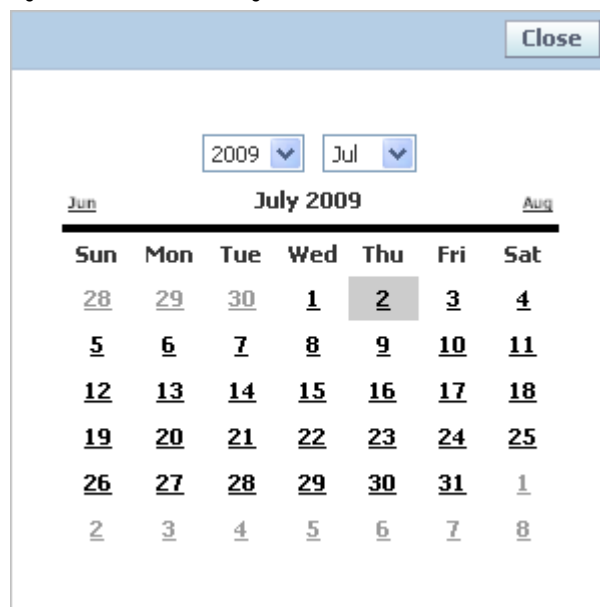 Close
2009 Jul
Jun July 2009 Aug
Sun Mon Tue Wed Thu Fri Sat
28 29 30 1 2 3 4
5 6 7 8 9 10 11
12 13 14 15 16 17 18
19 20 21 22 23 24 25
26 27 28 29 30 31 1
2 3 4 5 6 7 8